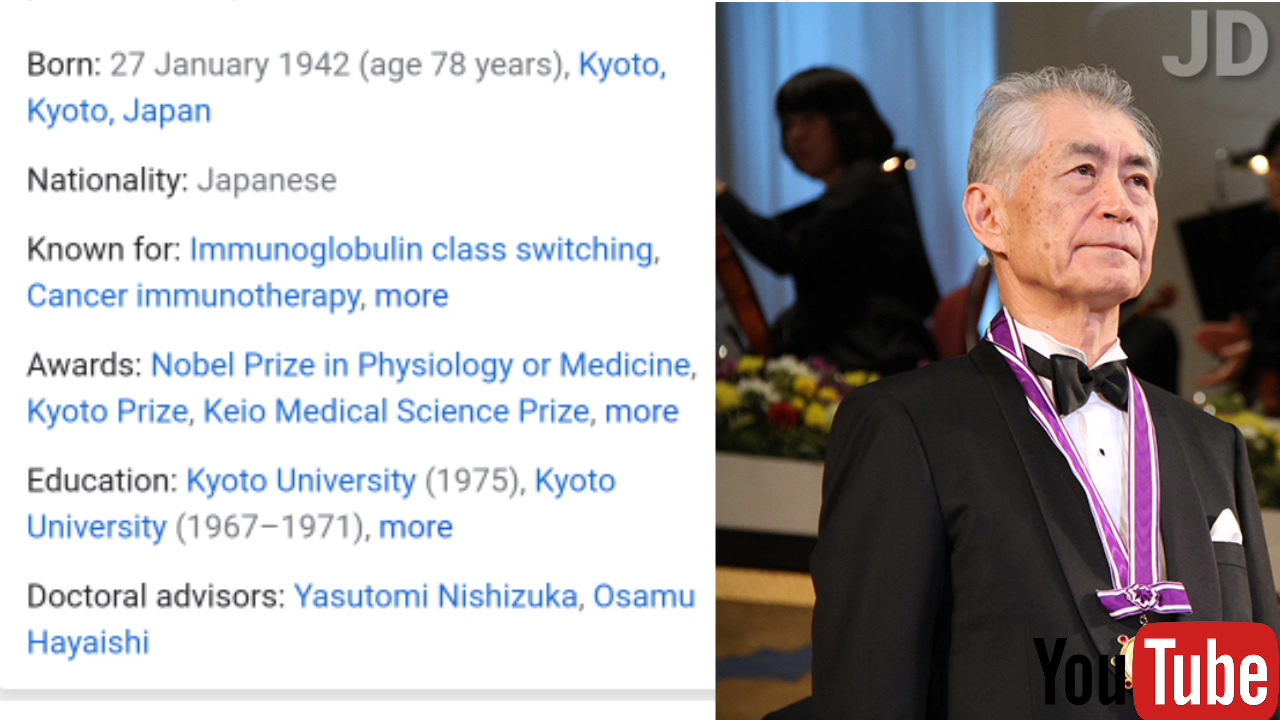 Born: 27 January 1942 (age 78 years), Kyoto,
Kyoto, Japan
Nationality: Japanese
Known for: Immunoglobulin class switching,
Cancer immunotherapy, more
Awards: Nobel Prize in Physiology or Medicine,
Kyoto Prize, Keio Medical Science Prize, more
Education: Kyoto University (1975), Kyoto
University (1967–1971), more
Doctoral advisors: Yasutomi Nishizuka, Osamu
Hayaishi
JD
YouTube